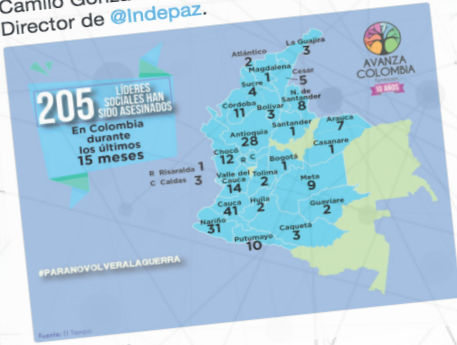 Camilo Gonzá
Director de @Indepaz.
205
LÍDERES
SOCIALES HAN
SIDO ASESINADOS
En Colombia
durante
los últimos
15 meses
AVANZA
COLOMBIA
10 AÑOS
La Guajira
3
Atlántico
2
Magdalena
1
Cesar
5
Sucre
4
N. de
Santander
8
Córdoba
11
Bolívar
3
Santander
1
Arauca
7
Antioquia
28
Casanare
1
Chocó
12
R C
Bogotá
1
R Risaralda 1
C Caldas 3
Valle del
Cauca
14
Tolima
2
Meta
9
Cauca
41
Huila
2
Guaviare
2
Nariño
31
Caquetá
3
Putumayo
10
#PARANOVOLVERALAGUERRA
Fuente: El Tiempo